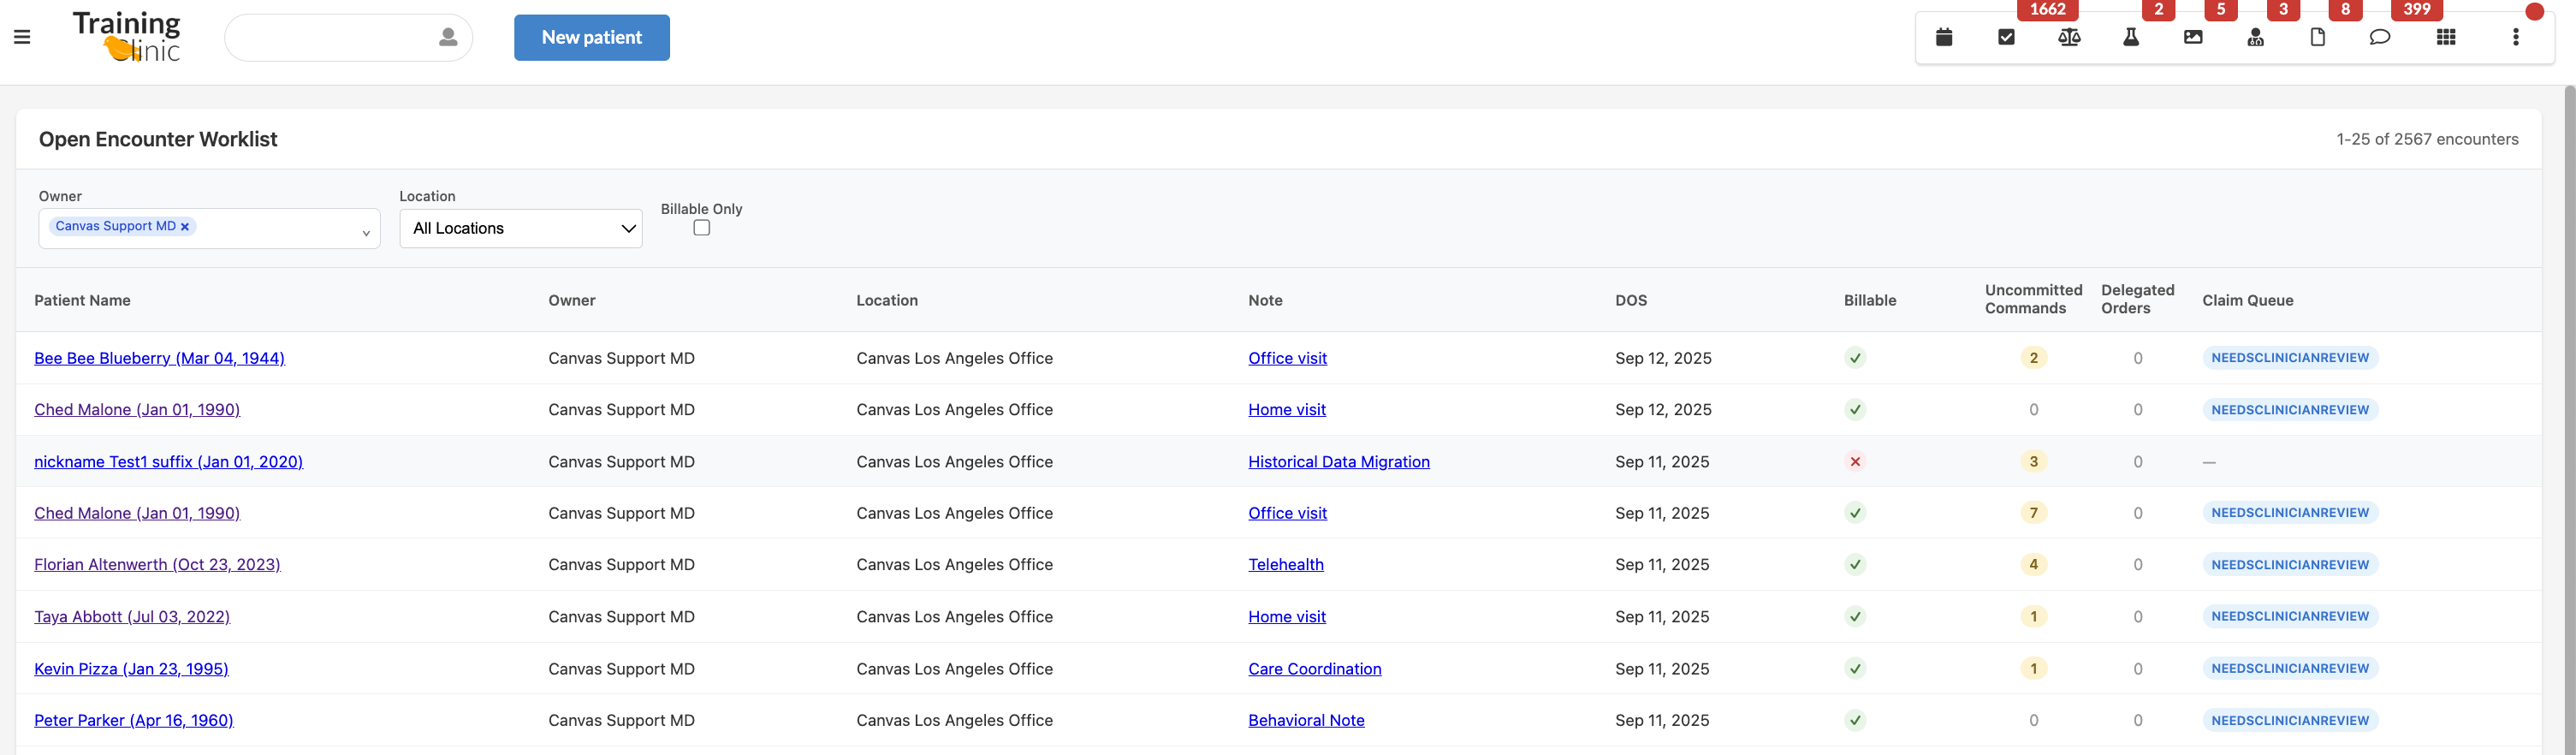 Training
Clinic
New patient
1662 2 5 3 8 399
Open Encounter Worklist
1-25 of 2567 encounters
Owner
Canvas Support MD ×
Location
All Locations
Billable Only
Patient Name Owner Location Note DOS Billable Uncommitted Commands Delegated Orders Claim Queue
Bee Bee Blueberry (Mar 04, 1944) Canvas Support MD Canvas Los Angeles Office Office visit Sep 12, 2025 2 0 NEEDSCLINICIANREVIEW
Ched Malone (Jan 01, 1990) Canvas Support MD Canvas Los Angeles Office Home visit Sep 12, 2025 0 0 NEEDSCLINICIANREVIEW
nickname Test1 suffix (Jan 01, 2020) Canvas Support MD Canvas Los Angeles Office Historical Data Migration Sep 11, 2025 3 0 —
Ched Malone (Jan 01, 1990) Canvas Support MD Canvas Los Angeles Office Office visit Sep 11, 2025 7 0 NEEDSCLINICIANREVIEW
Florian Altenwerth (Oct 23, 2023) Canvas Support MD Canvas Los Angeles Office Telehealth Sep 11, 2025 4 0 NEEDSCLINICIANREVIEW
Taya Abbott (Jul 03, 2022) Canvas Support MD Canvas Los Angeles Office Home visit Sep 11, 2025 1 0 NEEDSCLINICIANREVIEW
Kevin Pizza (Jan 23, 1995) Canvas Support MD Canvas Los Angeles Office Care Coordination Sep 11, 2025 1 0 NEEDSCLINICIANREVIEW
Peter Parker (Apr 16, 1960) Canvas Support MD Canvas Los Angeles Office Behavioral Note Sep 11, 2025 0 0 NEEDSCLINICIANREVIEW